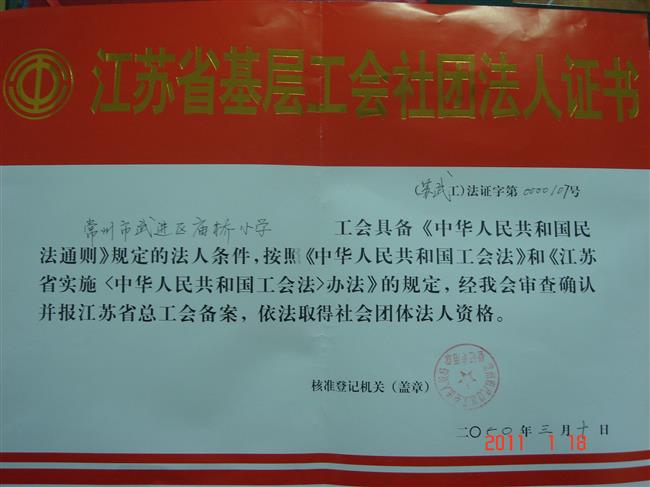 江苏省基层工会社团法人证书
(苏武工)法证字第0000107号
常州市武进区庙桥小学 工会具备《中华人民共和国民
法通则》规定的法人条件,按照《中华人民共和国工会法》和《江苏
省实施〈中华人民共和国工会法〉办法》的规定,经我会审查确认
并报江苏省总工会备案,依法取得社会团体法人资格。
核准登记机关(盖章)
年三月十日
2011 1 18